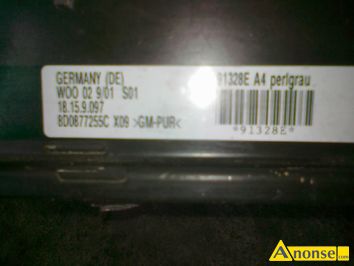 GERMANY (DE)
WOO 02 9/01 S01
18.15.9.097
8D0877255C X09 >GM-PUR<
91328E A4 perlgrau
*91328E*
Anonse.com